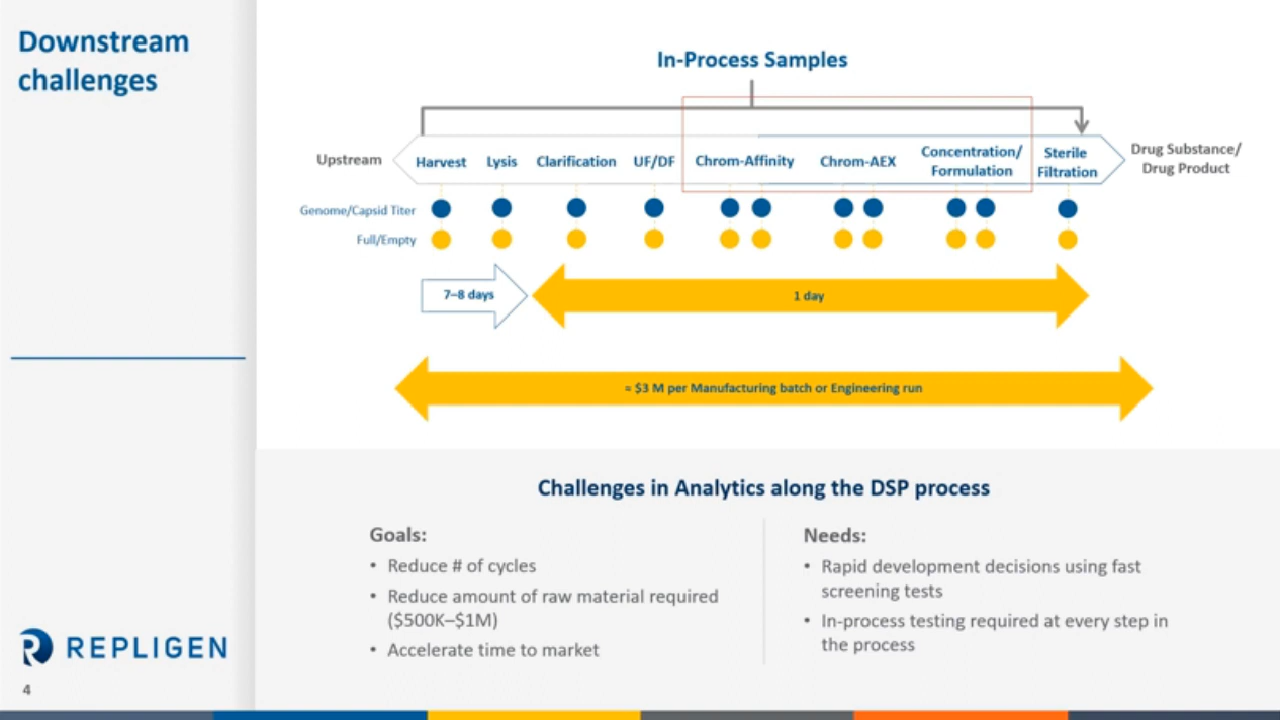 Downstream
challenges
In-Process Samples
Upstream
Harvest
Lysis
Clarification
UF/DF
Chrom-Affinity
Chrom-AEX
Concentration/
Formulation
Sterile
Filtration
Drug Substance/
Drug Product
Genome/Capsid Titer
Full/Empty
7–8 days
1 day
= $3 M per Manufacturing batch or Engineering run
Challenges in Analytics along the DSP process
Goals:
• Reduce # of cycles
• Reduce amount of raw material required
($500K–$1M)
• Accelerate time to market
Needs:
• Rapid development decisions using fast
screening tests
• In-process testing required at every step in
the process
REPLIGEN
4